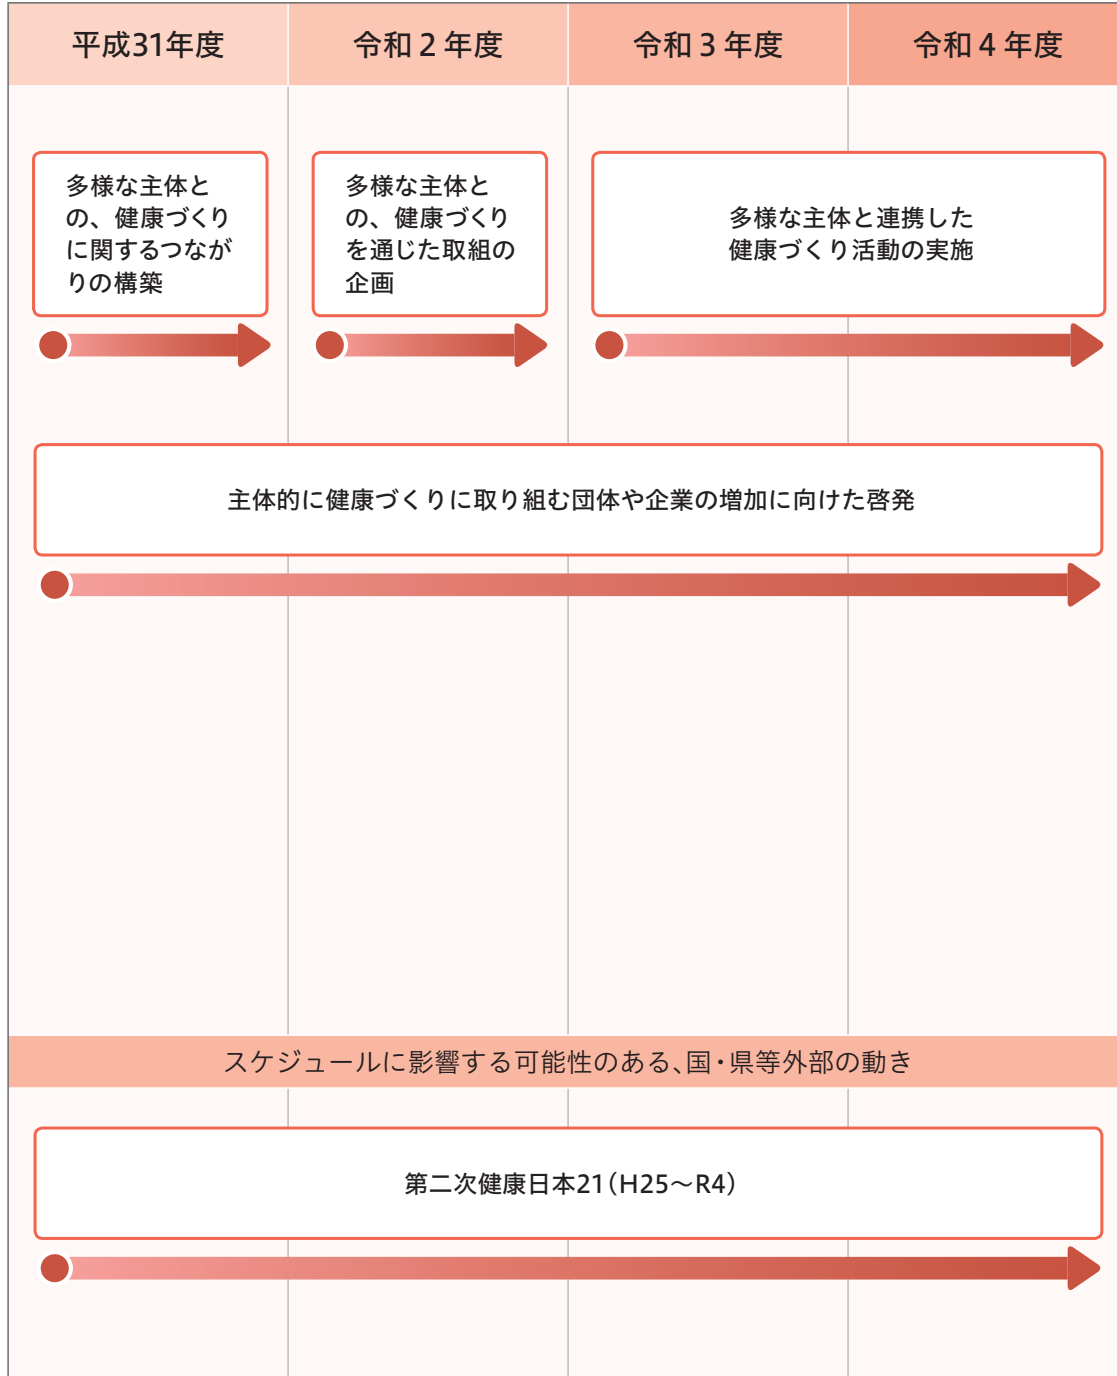 平成31年度
令和2年度
令和3年度
令和4年度
多様な主体と
の、健康づくり
に関するつなが
りの構築
多様な主体と
の、健康づくり
を通じた取組の
企画
多様な主体と連携した
健康づくり活動の実施
主体的に健康づくりに取り組む団体や企業の増加に向けた啓発
スケジュールに影響する可能性のある、国・県等外部の動き
第二次健康日本21（H25～R4）